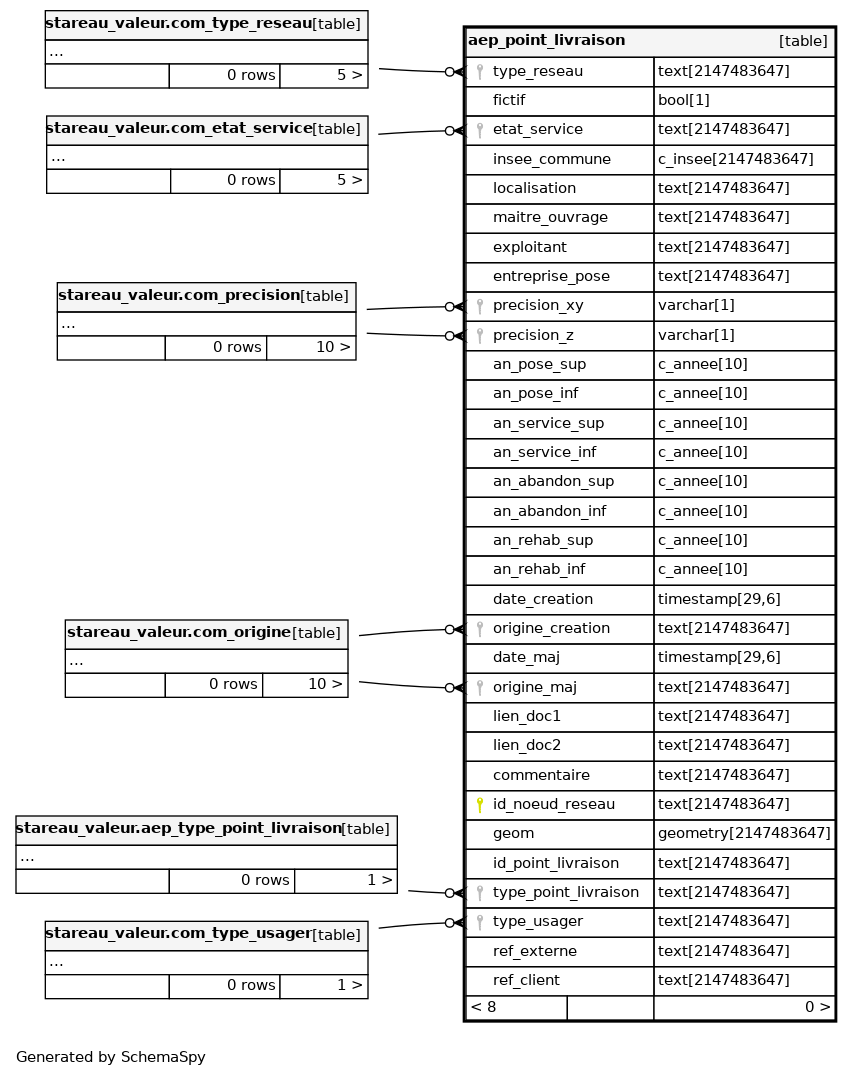 stareau_valeur.com_type_reseau[table]
...
0 rows 5 >
stareau_valeur.com_etat_service[table]
...
0 rows 5 >
stareau_valeur.com_precision[table]
...
0 rows 10 >
stareau_valeur.com_origine[table]
...
0 rows 10 >
stareau_valeur.aep_type_point_livraison[table]
...
0 rows 1 >
stareau_valeur.com_type_usager[table]
...
0 rows 1 >
aep_point_livraison [table]
type_reseau text[2147483647]
fictif bool[1]
etat_service text[2147483647]
insee_commune c_insee[2147483647]
localisation text[2147483647]
maitre_ouvrage text[2147483647]
exploitant text[2147483647]
entreprise_pose text[2147483647]
precision_xy varchar[1]
precision_z varchar[1]
an_pose_sup c_annee[10]
an_pose_inf c_annee[10]
an_service_sup c_annee[10]
an_service_inf c_annee[10]
an_abandon_sup c_annee[10]
an_abandon_inf c_annee[10]
an_rehab_sup c_annee[10]
an_rehab_inf c_annee[10]
date_creation timestamp[29,6]
origine_creation text[2147483647]
date_maj timestamp[29,6]
origine_maj text[2147483647]
lien_doc1 text[2147483647]
lien_doc2 text[2147483647]
commentaire text[2147483647]
id_noeud_reseau text[2147483647]
geom geometry[2147483647]
id_point_livraison text[2147483647]
type_point_livraison text[2147483647]
type_usager text[2147483647]
ref_externe text[2147483647]
ref_client text[2147483647]
< 8 0 >
Generated by SchemaSpy